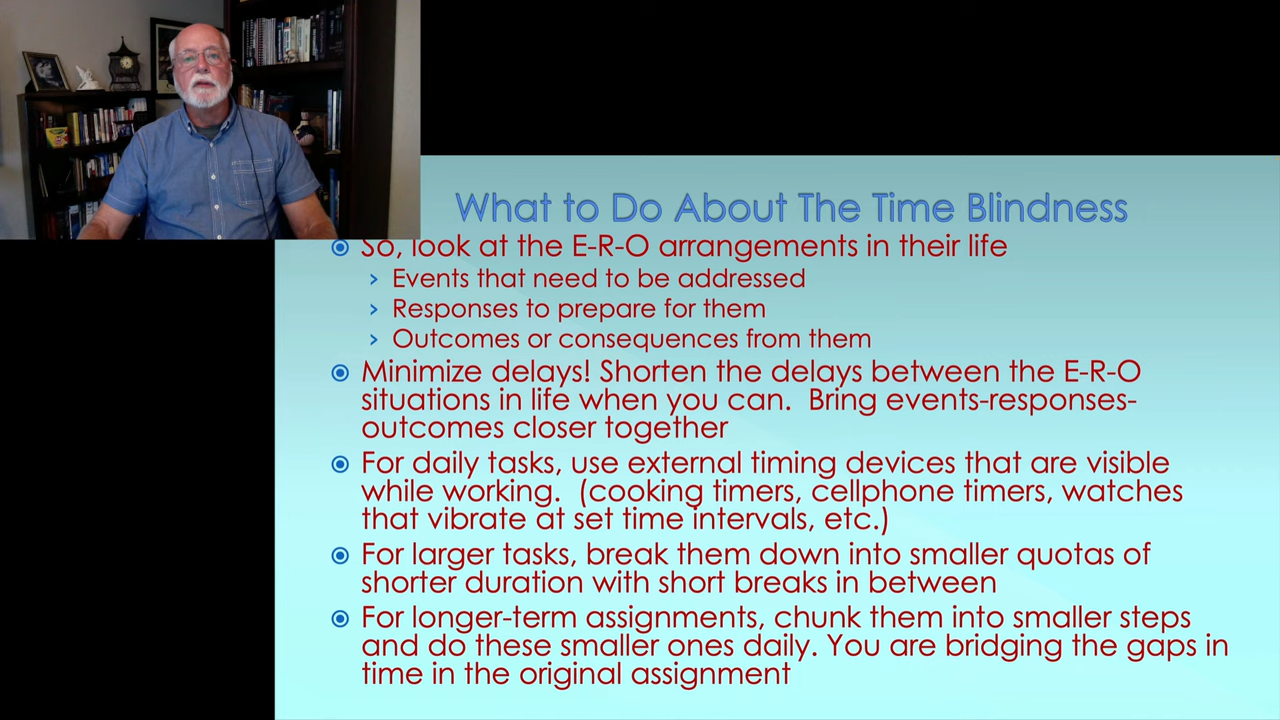 What to Do About The Time Blindness
So, look at the E-R-O arrangements in their life
Events that need to be addressed
Responses to prepare for them
Outcomes or consequences from them
Minimize delays! Shorten the delays between the E-R-O
situations in life when you can.  Bring events-responses-
outcomes closer together
For daily tasks, use external timing devices that are visible
while working.  (cooking timers, cellphone timers, watches
that vibrate at set time intervals, etc.)
For larger tasks, break them down into smaller quotas of
shorter duration with short breaks in between
For longer-term assignments, chunk them into smaller steps
and do these smaller ones daily. You are bridging the gaps in
time in the original assignment